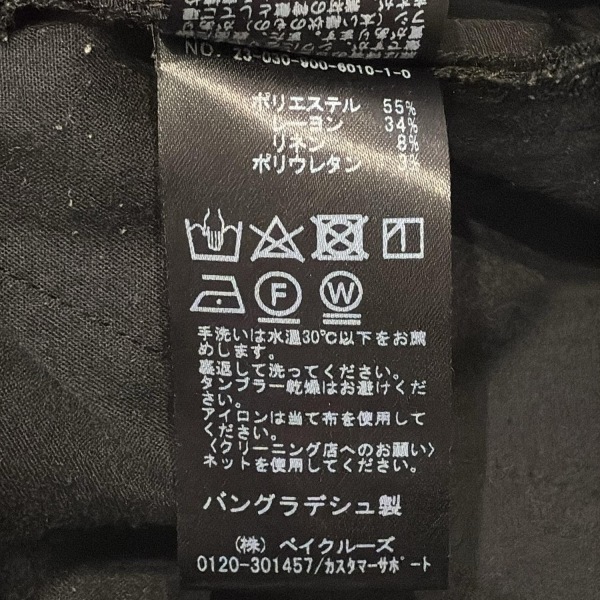 NO. 23-030-900-6010-1-0
ポリエステル 55%
レーヨン 34%
リネン 8%
ポリウレタン 3%
F
W
手洗いは水温30℃以下をお薦
めします。
裏返して洗ってください。
タンブラー乾燥はお避けくだ
さい。
アイロンは当て布を使用して
ください。
〈クリーニング店へのお願い〉
ネットを使用してください。
バングラデシュ製
(株) ベイクルーズ
0120-301457/カスタマーサポート